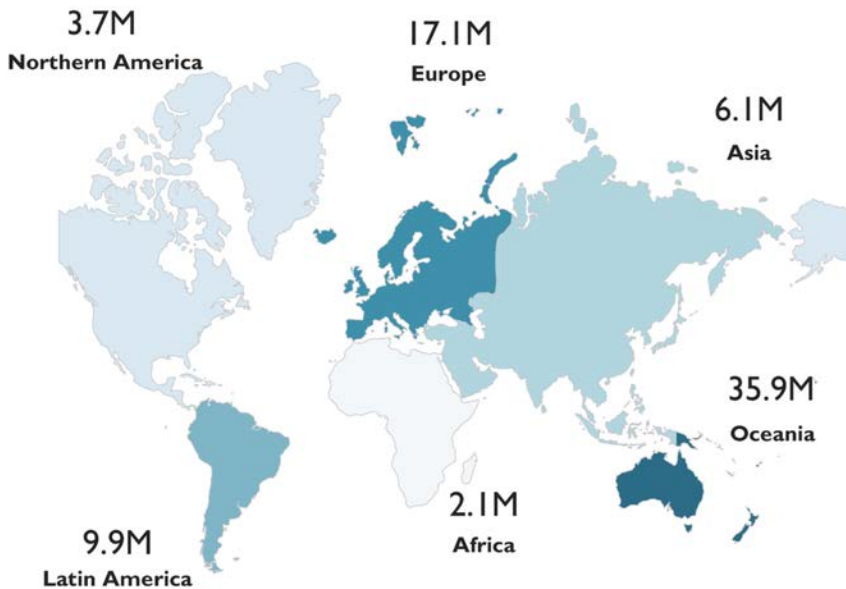 3.7M
Northern America
17.1M
Europe
6.1M
Asia
35.9M
Oceania
2.1M
Africa
9.9M
Latin America